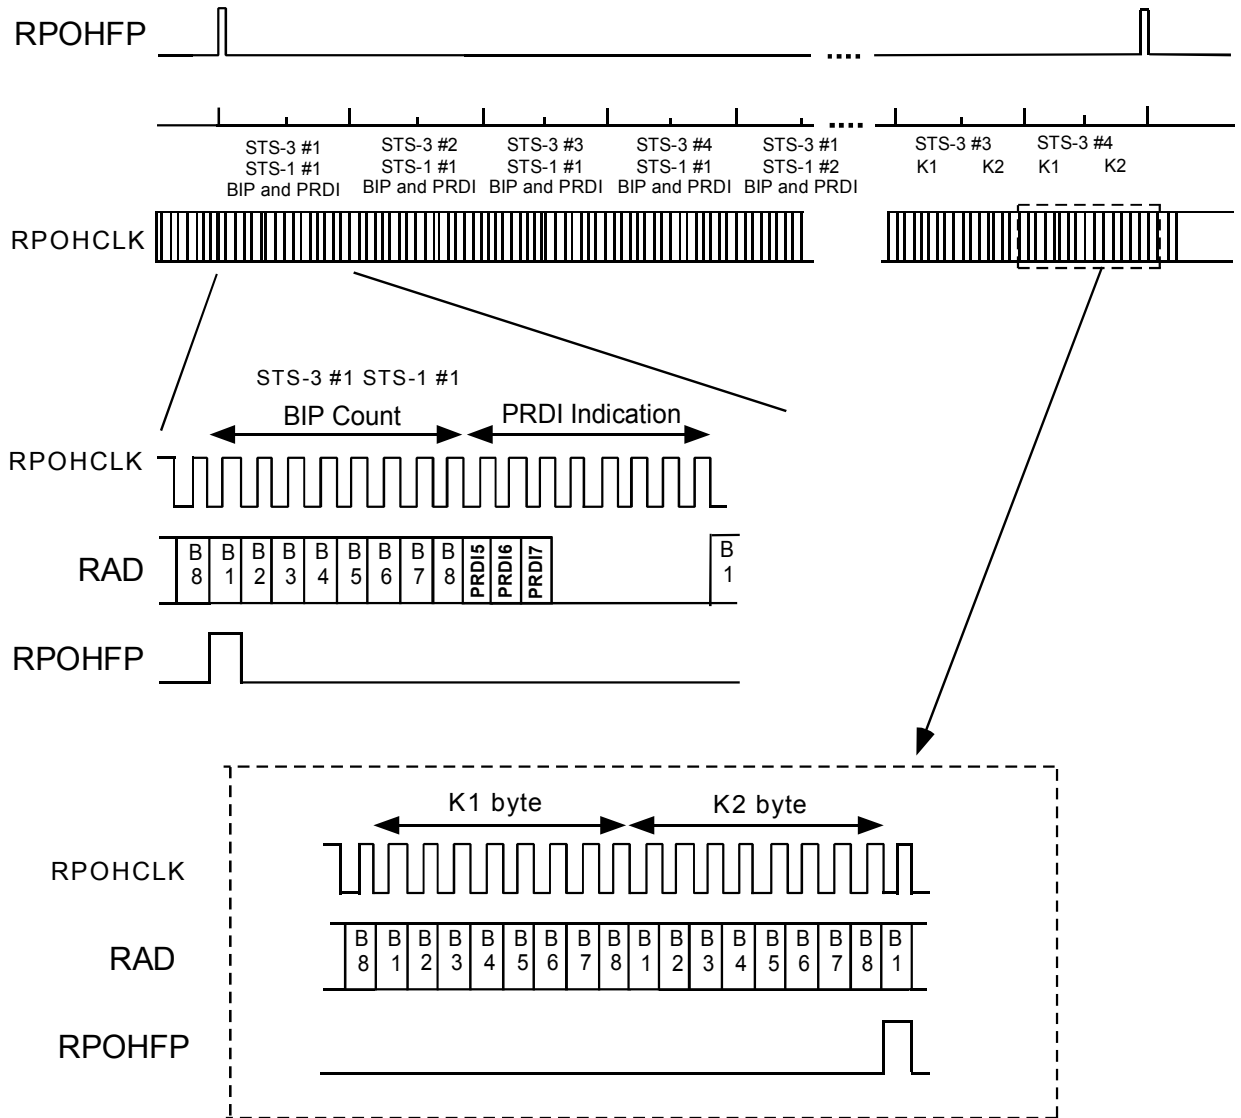 RPOHFP
STS-3 #1
STS-1 #1
BIP and PRDI
STS-3 #2
STS-1 #1
BIP and PRDI
STS-3 #3
STS-1 #1
BIP and PRDI
STS-3 #4
STS-1 #1
BIP and PRDI
STS-3 #1
STS-1 #2
BIP and PRDI
STS-3 #3
K1 K2
STS-3 #4
K1 K2
RPOHCLK
STS-3 #1 STS-1 #1
BIP Count
PRDI Indication
RPOHCLK
RAD
B8 B1 B2 B3 B4 B5 B6 B7 B8 PRDI5 PRDI6 PRDI7 B1
RPOHFP
K1 byte
K2 byte
RPOHCLK
RAD
B8 B1 B2 B3 B4 B5 B6 B7 B8 B1 B2 B3 B4 B5 B6 B7 B8 B1
RPOHFP